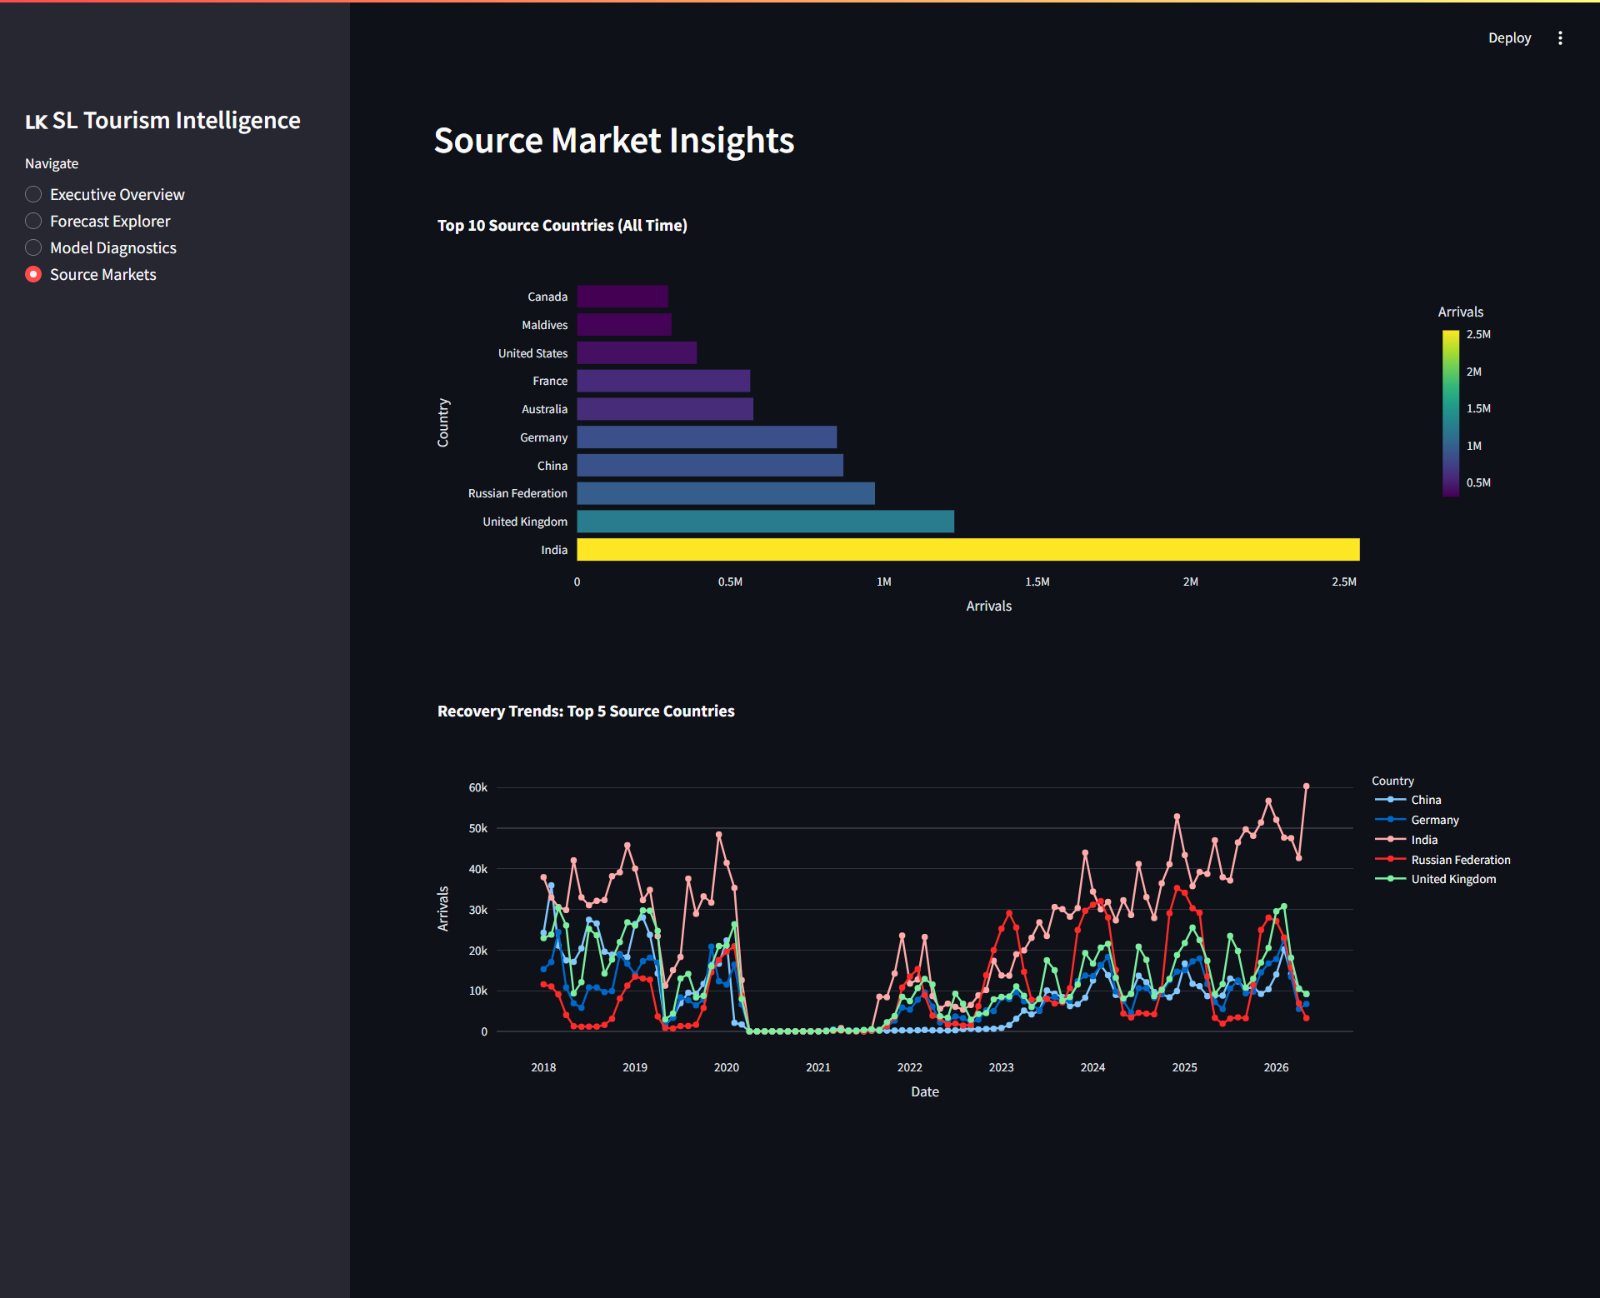 Deploy
LK SL Tourism Intelligence
Navigate
Executive Overview
Forecast Explorer
Model Diagnostics
Source Markets
Source Market Insights
Top 10 Source Countries (All Time)
Country
Canada
Maldives
United States
France
Australia
Germany
China
Russian Federation
United Kingdom
India
0 0.5M 1M 1.5M 2M 2.5M
Arrivals
Arrivals
2.5M
2M
1.5M
1M
0.5M
Recovery Trends: Top 5 Source Countries
Arrivals
60k
50k
40k
30k
20k
10k
0
2018 2019 2020 2021 2022 2023 2024 2025 2026
Date
Country
China
Germany
India
Russian Federation
United Kingdom